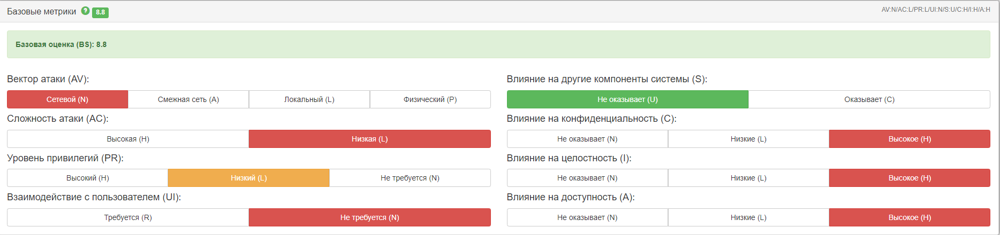 Базовые метрики ? 8.8
AV:N/AC:L/PR:L/UI:N/S:U/C:H/I:H/A:H
Базовая оценка (BS): 8.8
Вектор атаки (AV):
Сетевой (N) Смежная сеть (A) Локальный (L) Физический (P)
Сложность атаки (AC):
Высокая (H) Низкая (L)
Уровень привилегий (PR):
Высокий (H) Низкий (L) Не требуется (N)
Взаимодействие с пользователем (UI):
Требуется (R) Не требуется (N)
Влияние на другие компоненты системы (S):
Не оказывает (U) Оказывает (C)
Влияние на конфиденциальность (C):
Не оказывает (N) Низкие (L) Высокое (H)
Влияние на целостность (I):
Не оказывает (N) Низкие (L) Высокое (H)
Влияние на доступность (A):
Не оказывает (N) Низкие (L) Высокое (H)